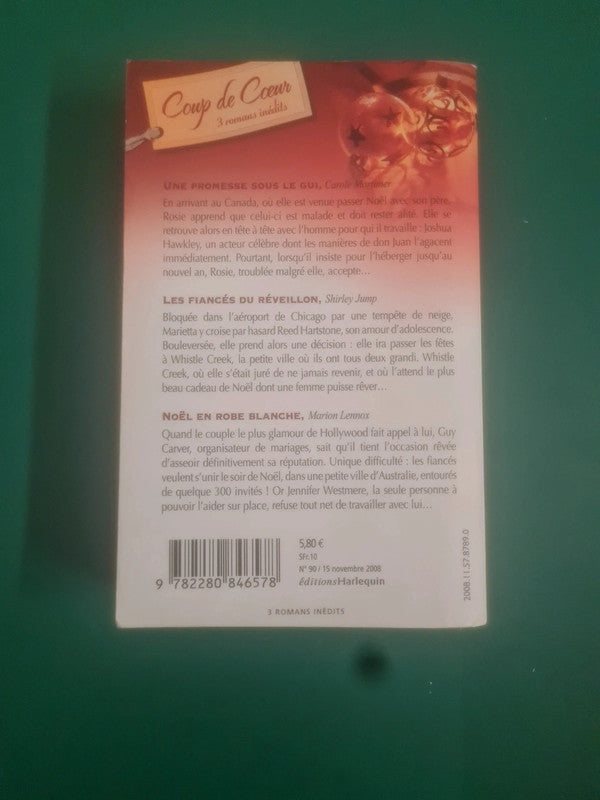 Coup de Cœur
3 romans inédits
UNE PROMESSE SOUS LE GUI, Carole Mortimer
En arrivant au Canada, où elle est venue passer Noël avec son père,
Rosie apprend que celui-ci est malade et doit rester alité. Elle se
retrouve alors en tête à tête avec l'homme pour qui il travaille : Joshua
Hawkley, un acteur célèbre dont les manières de don Juan l'agacent
immédiatement. Pourtant, lorsqu'il insiste pour l'héberger jusqu'au
nouvel an, Rosie, troublée malgré elle, accepte...
LES FIANCÉS DU RÉVEILLON, Shirley Jump
Bloquée dans l'aéroport de Chicago par une tempête de neige,
Marietta y croise par hasard Reed Hartstone, son amour d'adolescence.
Bouleversée, elle prend alors une décision : elle ira passer les fêtes
à Whistle Creek, la petite ville où ils ont tous deux grandi. Whistle
Creek, où elle s'était juré de ne jamais revenir, et où l'attend le plus
beau cadeau de Noël dont une femme puisse rêver...
NOËL EN ROBE BLANCHE, Marion Lennox
Quand le couple le plus glamour de Hollywood fait appel à lui, Guy
Carver, organisateur de mariages, sait qu'il tient l'occasion rêvée
d'asseoir définitivement sa réputation. Unique difficulté : les fiancés
veulent s'unir le soir de Noël, dans une petite ville d'Australie, entourés
de quelque 300 invités ! Or Jennifer Westmere, la seule personne à
pouvoir l'aider sur place, refuse tout net de travailler avec lui...
5,80 €
SFr.10
N° 90 / 15 novembre 2008
éditionsHarlequin
9 782280 846578
2008.11.57.8789.0
3 ROMANS INÉDITS